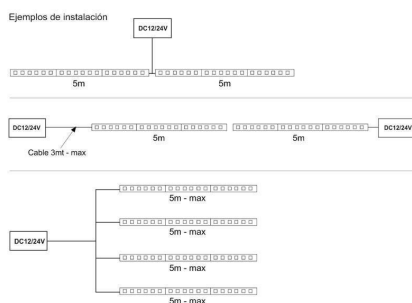 Ejemplos de instalación
DC12/24V
5m
5m
DC12/24V
DC12/24V
5m
5m
Cable 3mt - max
5m - max
5m - max
DC12/24V
5m - max
5m - max